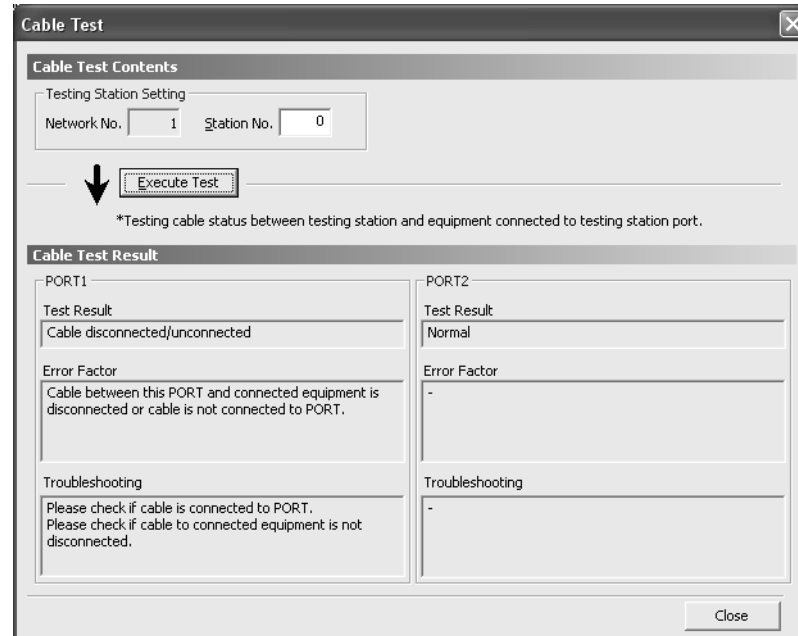 Cable Test
Cable Test Contents
Testing Station Setting
Network No. 1 Station No. 0
Execute Test
*Testing cable status between testing station and equipment connected to testing station port.
Cable Test Result
PORT1
Test Result
Cable disconnected/unconnected
Error Factor
Cable between this PORT and connected equipment is
disconnected or cable is not connected to PORT.
Troubleshooting
Please check if cable is connected to PORT.
Please check if cable to connected equipment is not
disconnected.
PORT2
Test Result
Normal
Error Factor
-
Troubleshooting
-
Close